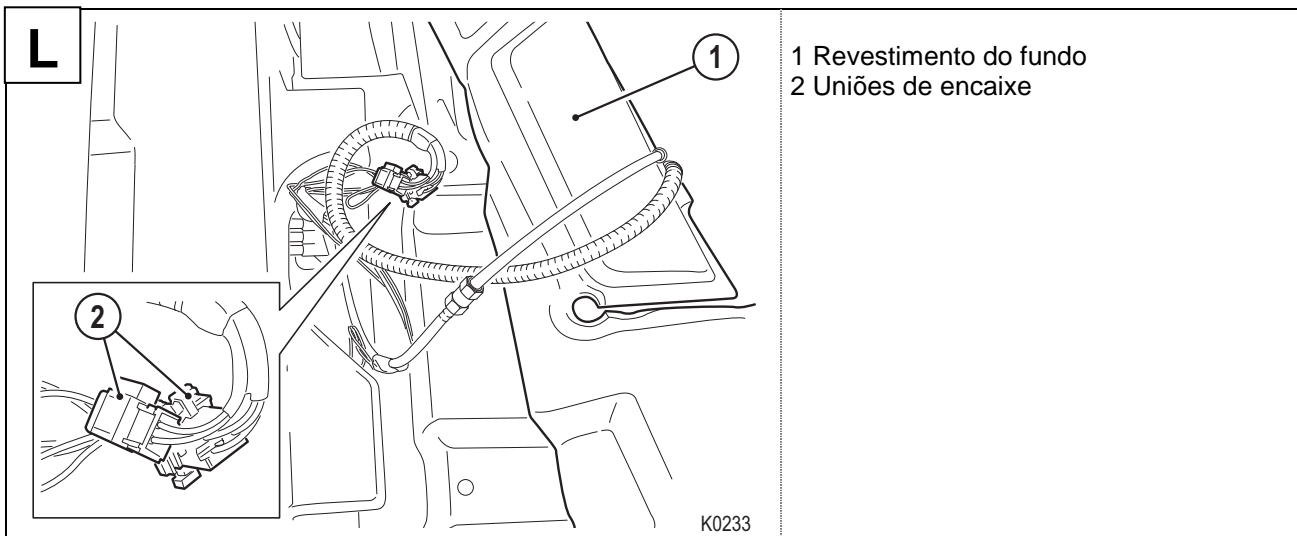 L
1
1 Revestimento do fundo
2 Uniões de encaixe
2
K0233